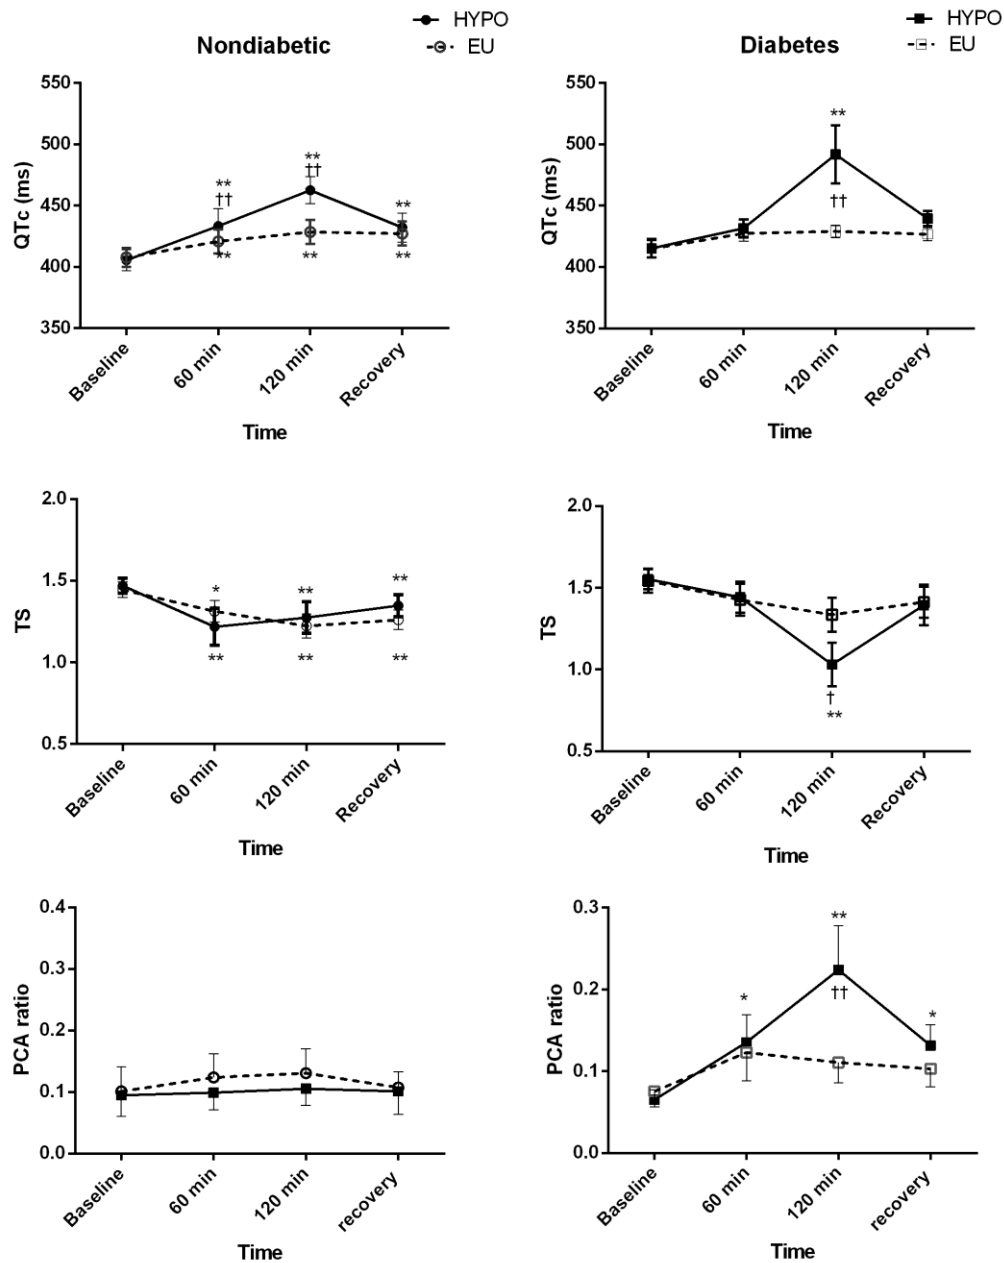 HYPO
EU
Nondiabetic
HYPO
EU
Diabetes
550
500
450
400
350
QTc (ms)
**
††
**
††
**
**
**
**
Baseline
60 min
120 min
Recovery
Time
550
500
450
400
350
QTc (ms)
**
††
Baseline
60 min
120 min
Recovery
Time
2.0
1.5
1.0
0.5
TS
*
**
**
**
**
**
Baseline
60 min
120 min
Recovery
Time
2.0
1.5
1.0
0.5
TS
†
**
Baseline
60 min
120 min
Recovery
Time
0.4
0.3
0.2
0.1
0.0
PCA ratio
Baseline
60 min
120 min
recovery
Time
0.3
0.2
0.1
0.0
PCA ratio
*
**
††
*
Baseline
60 min
120 min
recovery
Time